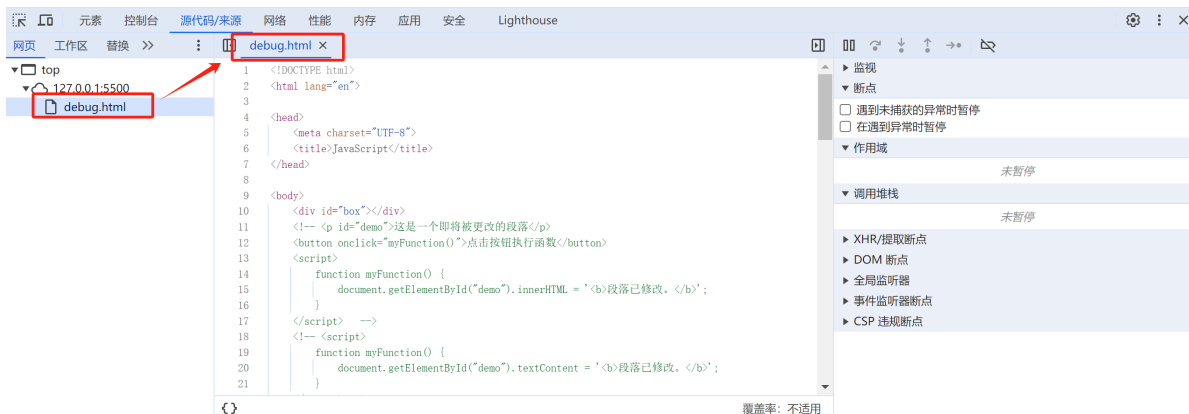 元素 控制台 源代码/来源 网络 性能 内存 应用 安全 Lighthouse
网页 工作区 替换
debug.html ×
top
127.0.0.1:5500
debug.html
1 <!DOCTYPE html>
2 <html lang="en">
3
4 <head>
5 <meta charset="UTF-8">
6 <title>JavaScript</title>
7 </head>
8
9 <body>
10 <div id="box"></div>
11 <!-- <p id="demo">这是一个即将被更改的段落</p>
12 <button onclick="myFunction()">点击按钮执行函数</button>
13 <script>
14 function myFunction() {
15 document.getElementById("demo").innerHTML = '<b>段落已修改。</b>';
16 }
17 </script> -->
18 <!-- <script>
19 function myFunction() {
20 document.getElementById("demo").textContent = '<b>段落已修改。</b>';
21 }
{}
覆盖率：不适用
监视
断点
遇到未捕获的异常时暂停
在遇到异常时暂停
作用域
未暂停
调用堆栈
未暂停
XHR/提取断点
DOM 断点
全局监听器
事件监听器断点
CSP 违规断点